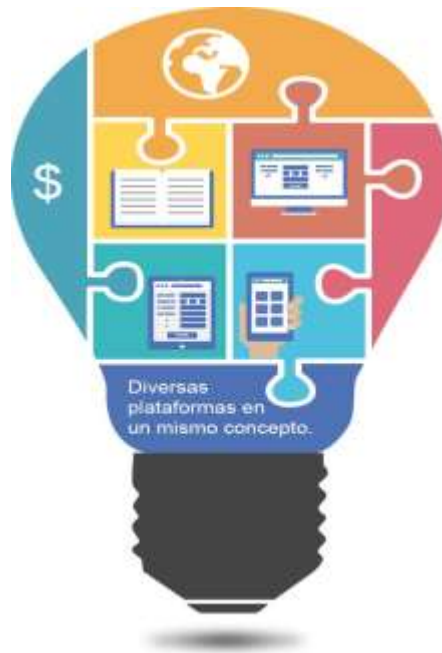 $
Diversas
plataformas en
un mismo concepto.